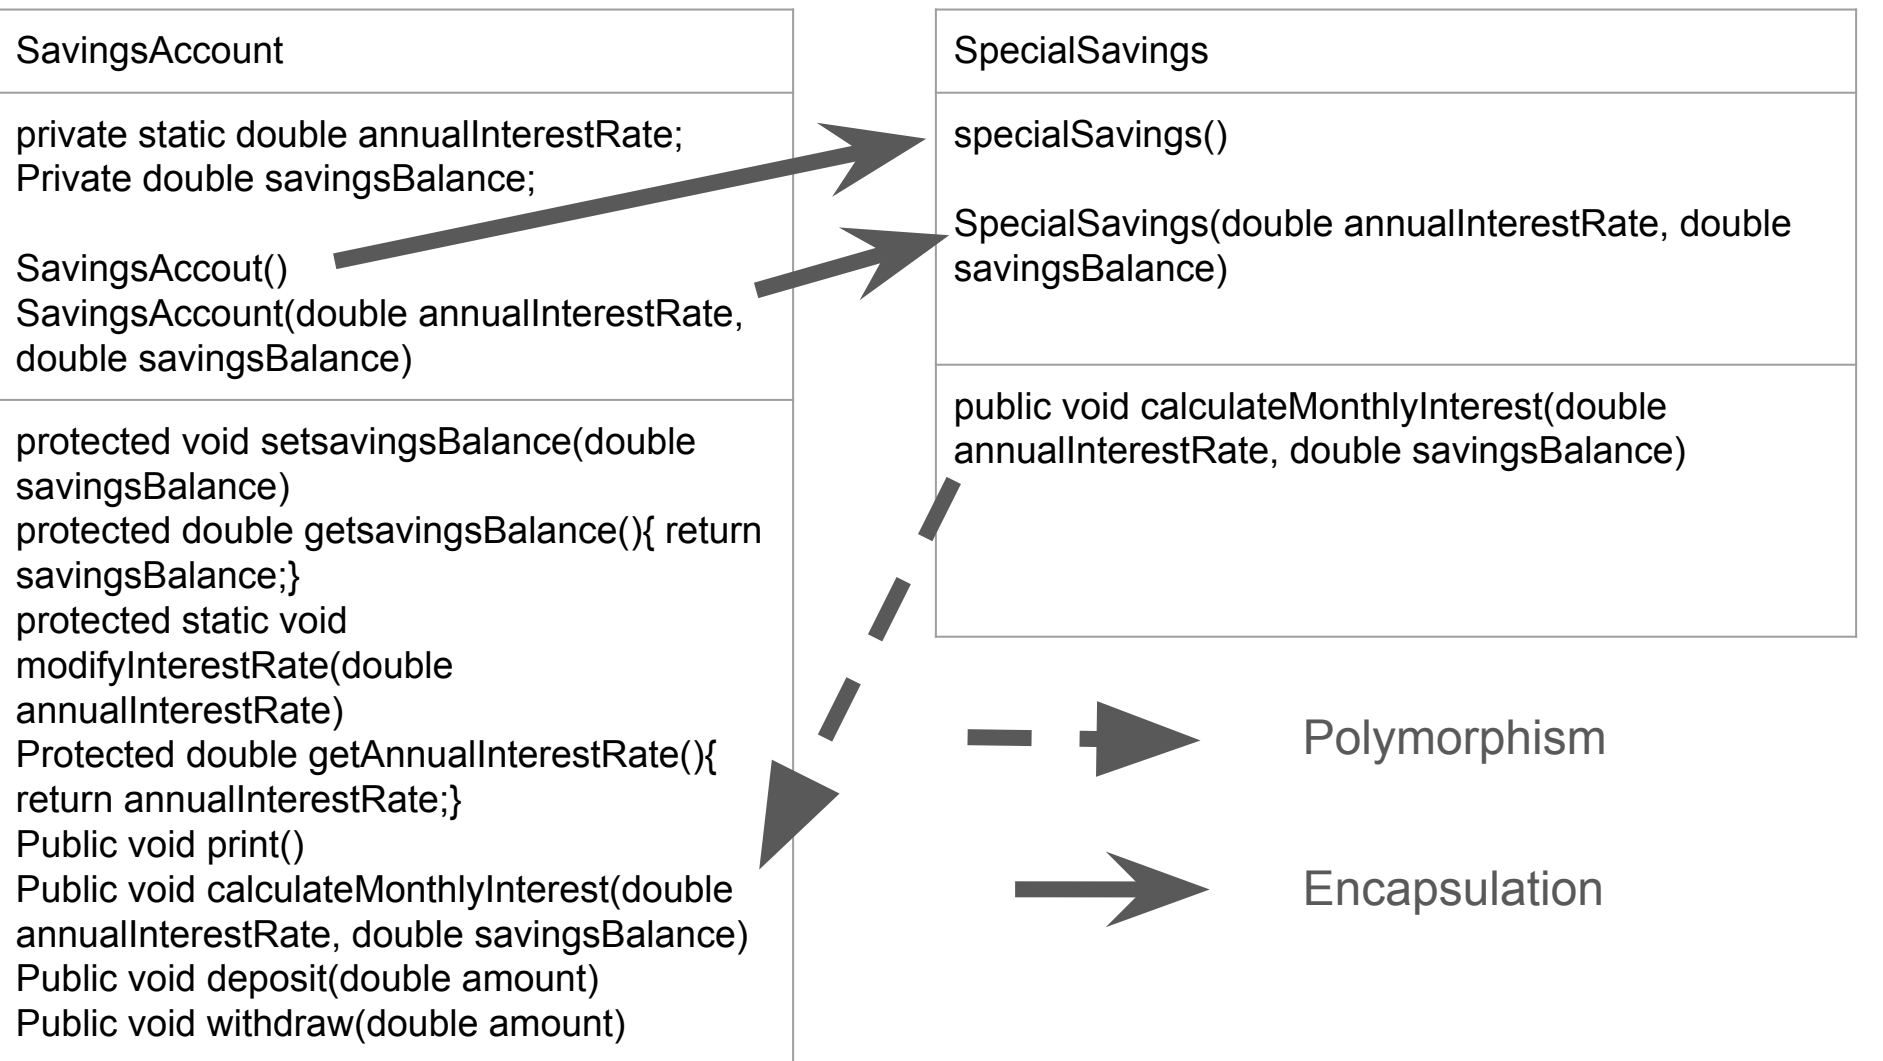 SavingsAccount
private static double annualInterestRate;
Private double savingsBalance;
SavingsAccout()
SavingsAccount(double annualInterestRate,
double savingsBalance)
protected void setsavingsBalance(double
savingsBalance)
protected double getsavingsBalance(){ return
savingsBalance;}
protected static void
modifyInterestRate(double
annualInterestRate)
Protected double getAnnualInterestRate(){
return annualInterestRate;}
Public void print()
Public void calculateMonthlyInterest(double
annualInterestRate, double savingsBalance)
Public void deposit(double amount)
Public void withdraw(double amount)
SpecialSavings
specialSavings()
SpecialSavings(double annualInterestRate, double
savingsBalance)
public void calculateMonthlyInterest(double
annualInterestRate, double savingsBalance)
Polymorphism
Encapsulation